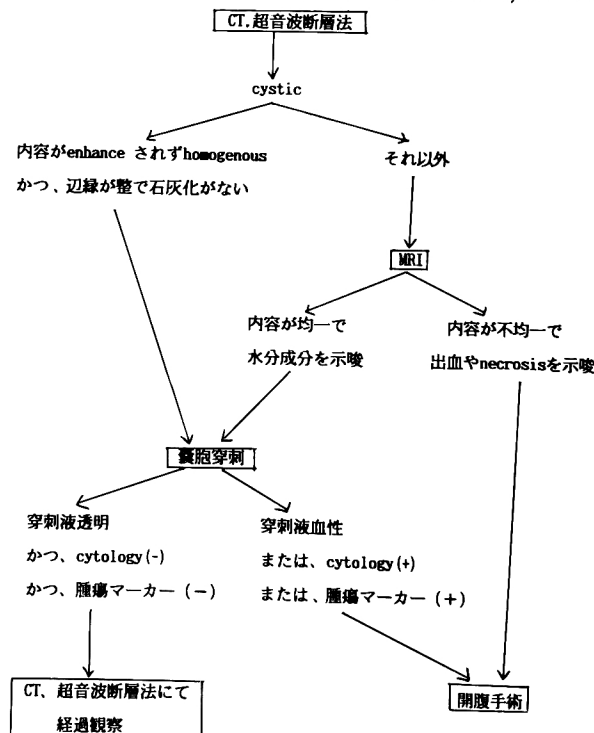 CT.超音波断層法
cystic
内容がenhance されずhomogenous
かつ、辺縁が整で石灰化がない
それ以外
MRI
内容が均一で
水分成分を示唆
内容が不均一で
出血やnecrosisを示唆
嚢胞穿刺
穿刺液透明
かつ、cytology(-)
かつ、腫瘍マーカー(-)
穿刺液血性
または、cytology(+)
または、腫瘍マーカー(+)
CT、超音波断層法にて
経過観察
開腹手術